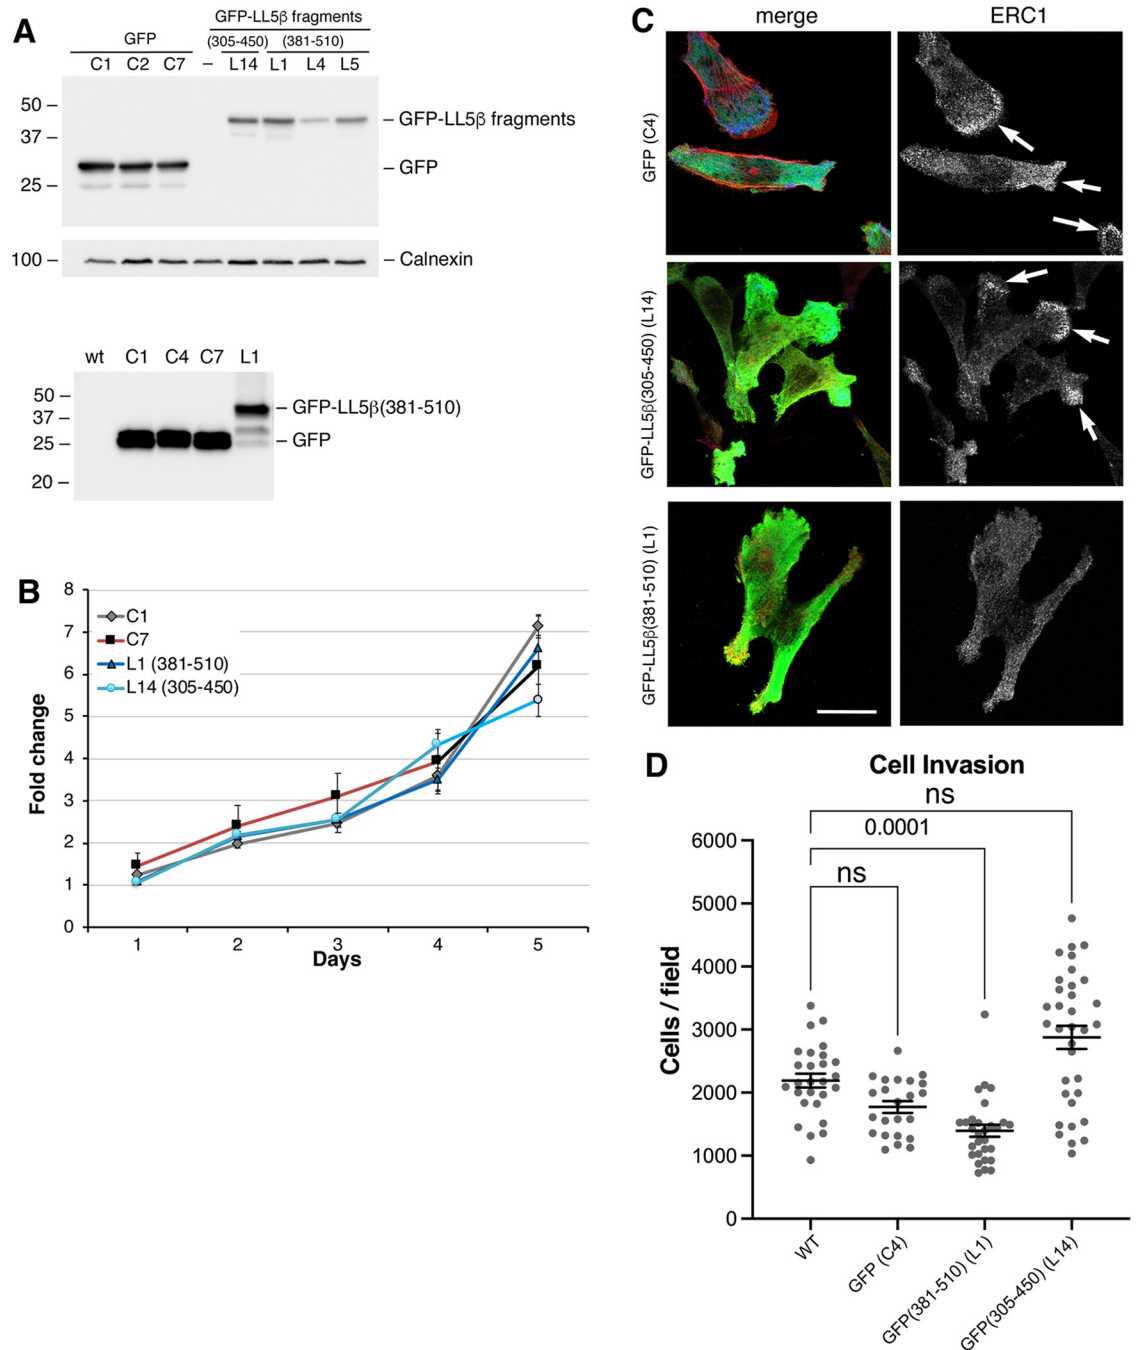 A
GFP-LL5β fragments
GFP
(305-450) (381-510)
C1 C2 C7 – L14 L1 L4 L5
50 –
37 –
25 –
– GFP-LL5β fragments
– GFP
100 –
– Calnexin
wt C1 C4 C7 L1
50 –
37 –
25 –
20 –
– GFP-LL5β(381-510)
– GFP
B
8
7
6
5
4
3
2
1
0
Fold change
C1
C7
L1 (381-510)
L14 (305-450)
1 2 3 4 5
Days
C
merge ERC1
GFP (C4)
GFP-LL5β(305-450) (L14)
GFP-LL5β(381-510) (L1)
D
Cell Invasion
ns
0.0001
ns
6000
5000
4000
3000
2000
1000
0
Cells / field
WT
GFP (C4)
GFP(381-510) (L1)
GFP(305-450) (L14)